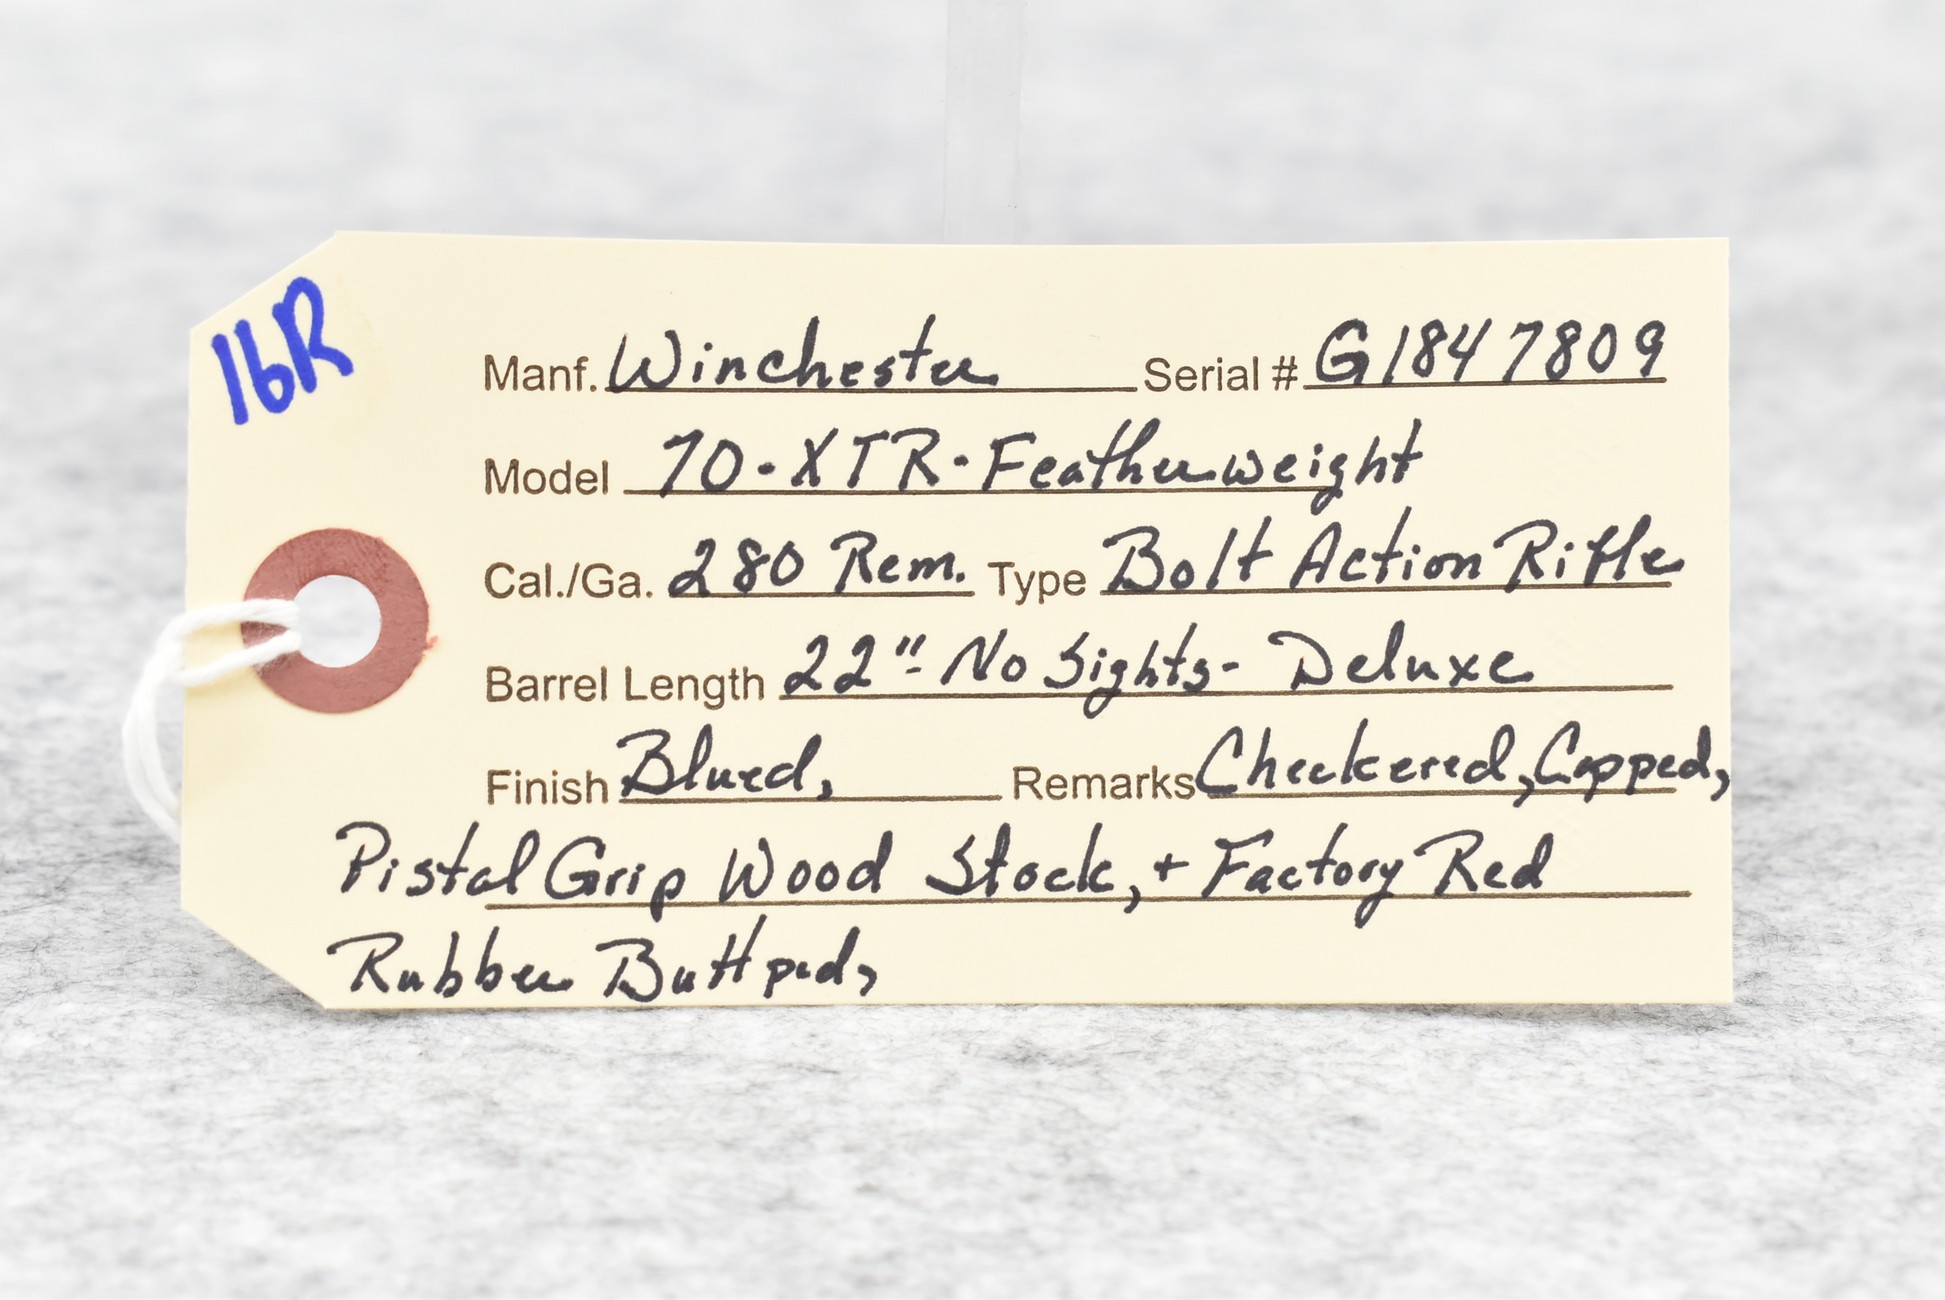 16R
Manf. Winchester Serial # G1847809
Model 70-XTR-Featherweight
Cal./Ga. 280 Rem. Type Bolt Action Rifle
Barrel Length 22"- No Sights- Deluxe
Finish Blued, Remarks Checkered, Capped,
Pistol Grip Wood Stock, + Factory Red
Rubber Buttpad,